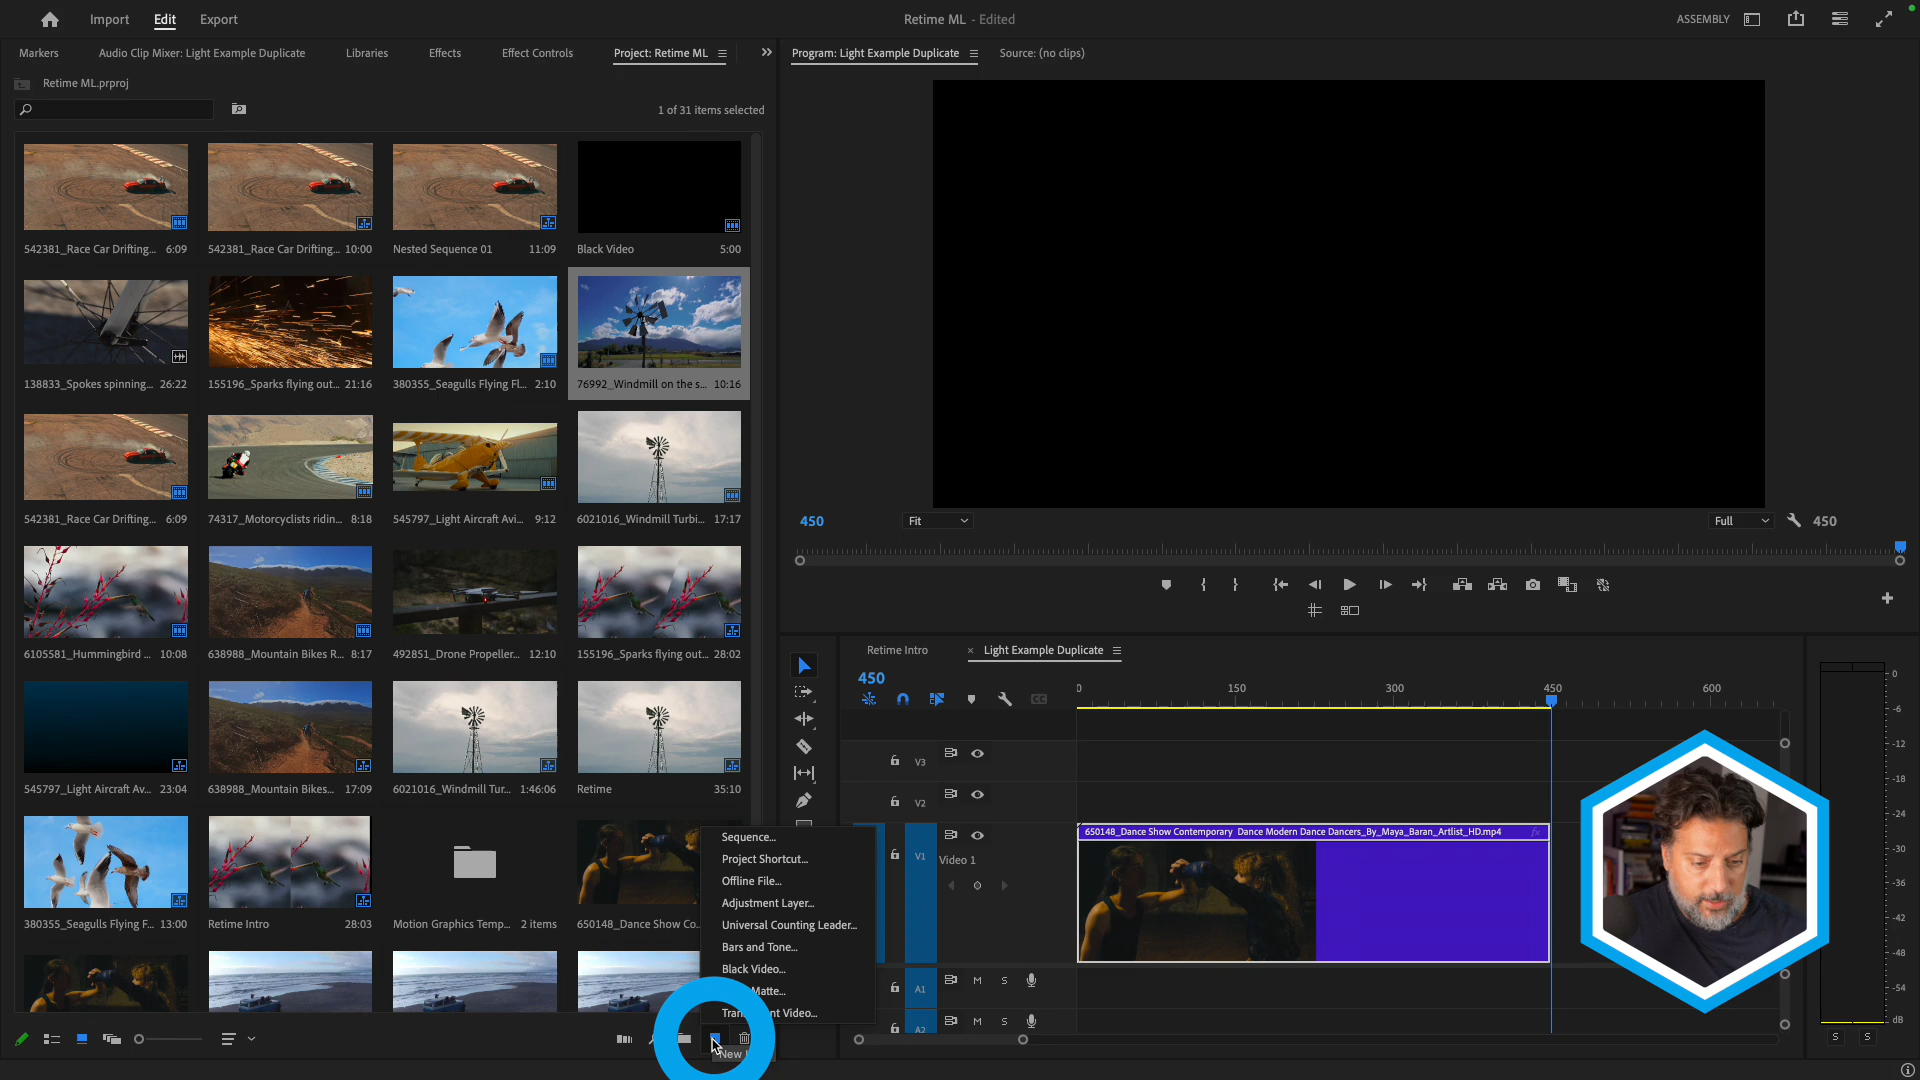 Import
Edit
Export
Retime ML - Edited
ASSEMBLY
Markers
Audio Clip Mixer: Light Example Duplicate
Libraries
Effects
Effect Controls
Project: Retime ML
Program: Light Example Duplicate
Source: (no clips)
Retime ML.prproj
1 of 31 items selected
542381_Race Car Drifting... 6:09
542381_Race Car Drifting... 10:00
Nested Sequence 01 11:09
Black Video 5:00
138833_Spokes spinning... 26:22
155196_Sparks flying out... 21:16
380355_Seagulls Flying Fl... 2:10
76992_Windmill on the s... 10:16
542381_Race Car Drifting... 6:09
74317_Motorcyclists ridin... 8:18
545797_Light Aircraft Avi... 9:12
6021016_Windmill Turbi... 17:17
450
Fit
Full
450
6105581_Hummingbird ... 10:08
638988_Mountain Bikes R... 8:17
492851_Drone Propeller... 12:10
155196_Sparks flying out... 28:02
Retime Intro
× Light Example Duplicate
450
0 150 300 450 600
545797_Light Aircraft Av... 23:04
638988_Mountain Bikes... 17:09
6021016_Windmill Tur... 1:46:06
Retime 35:10
V3
V2
V1
Video 1
650148_Dance Show Contemporary Dance Modern Dance Dancers_By_Maya_Baran_Artlist_HD.mp4 fx
380355_Seagulls Flying F... 13:00
Retime Intro 28:03
Motion Graphics Temp... 2 items
650148_Dance Show Co...
Sequence...
Project Shortcut...
Offline File...
Adjustment Layer...
Universal Counting Leader...
Bars and Tone...
Black Video...
Matte...
Video...
New
A1 M S
A2 M S
0
-6
-12
-18
-24
-30
-36
-42
-48
-54
dB
S S